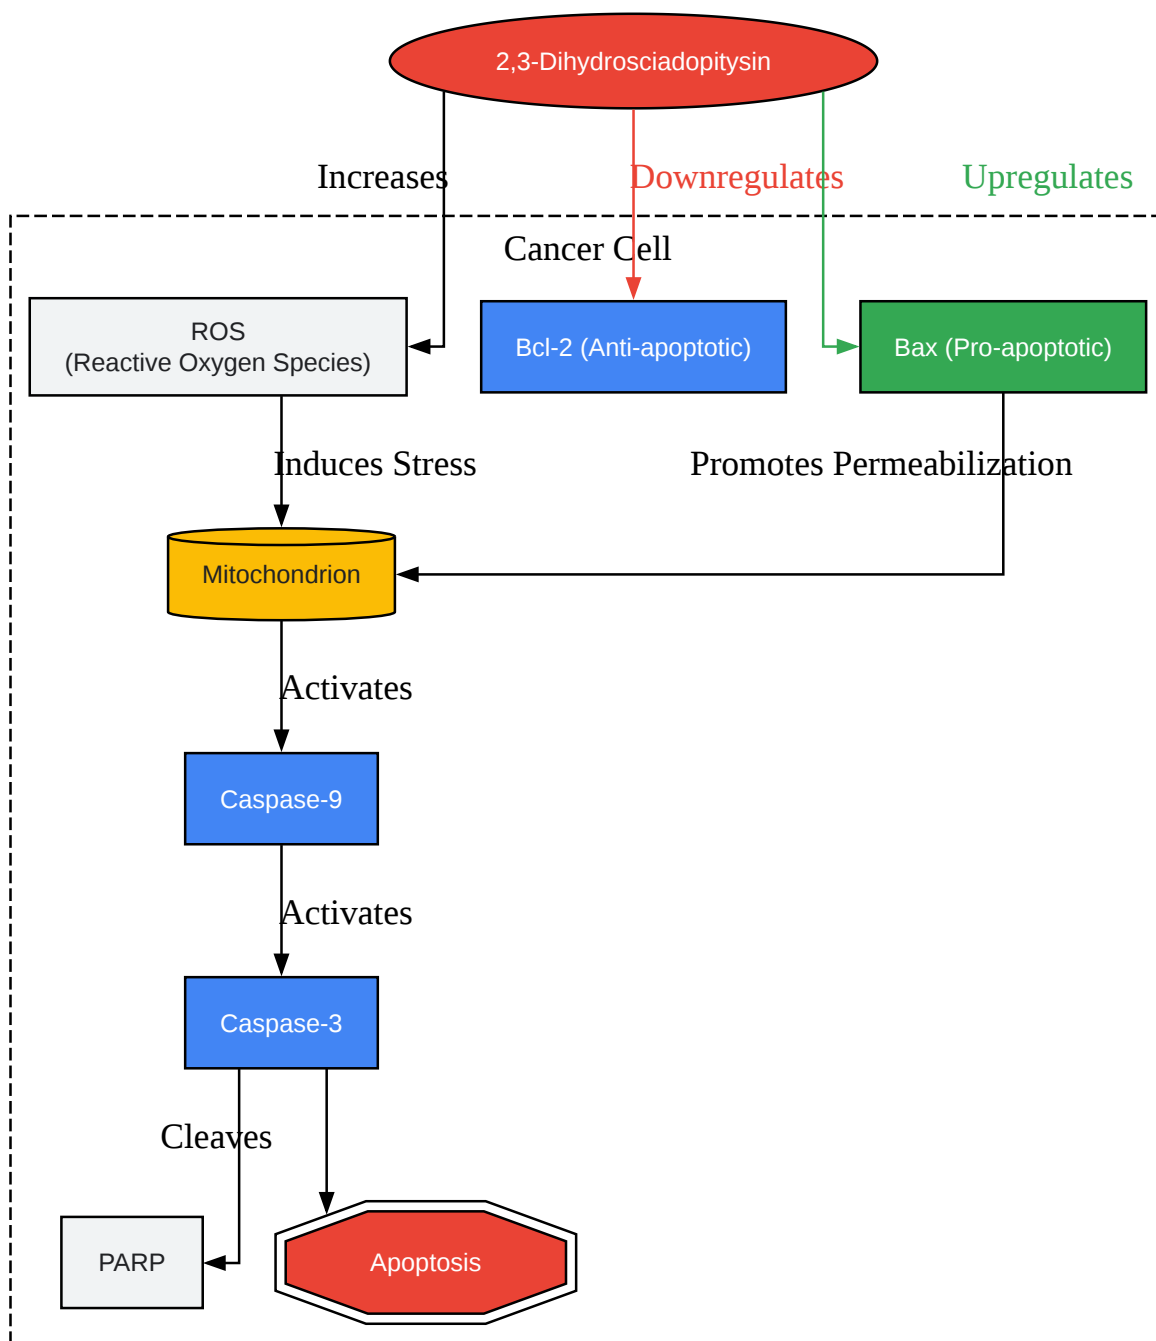 2,3-Dihydrosciadopitysin
Increases
Downregulates
Upregulates
Cancer Cell
ROS
(Reactive Oxygen Species)
Bcl-2 (Anti-apoptotic)
Bax (Pro-apoptotic)
Induces Stress
Promotes Permeabilization
Mitochondrion
Activates
Caspase-9
Activates
Caspase-3
Cleaves
PARP
Apoptosis